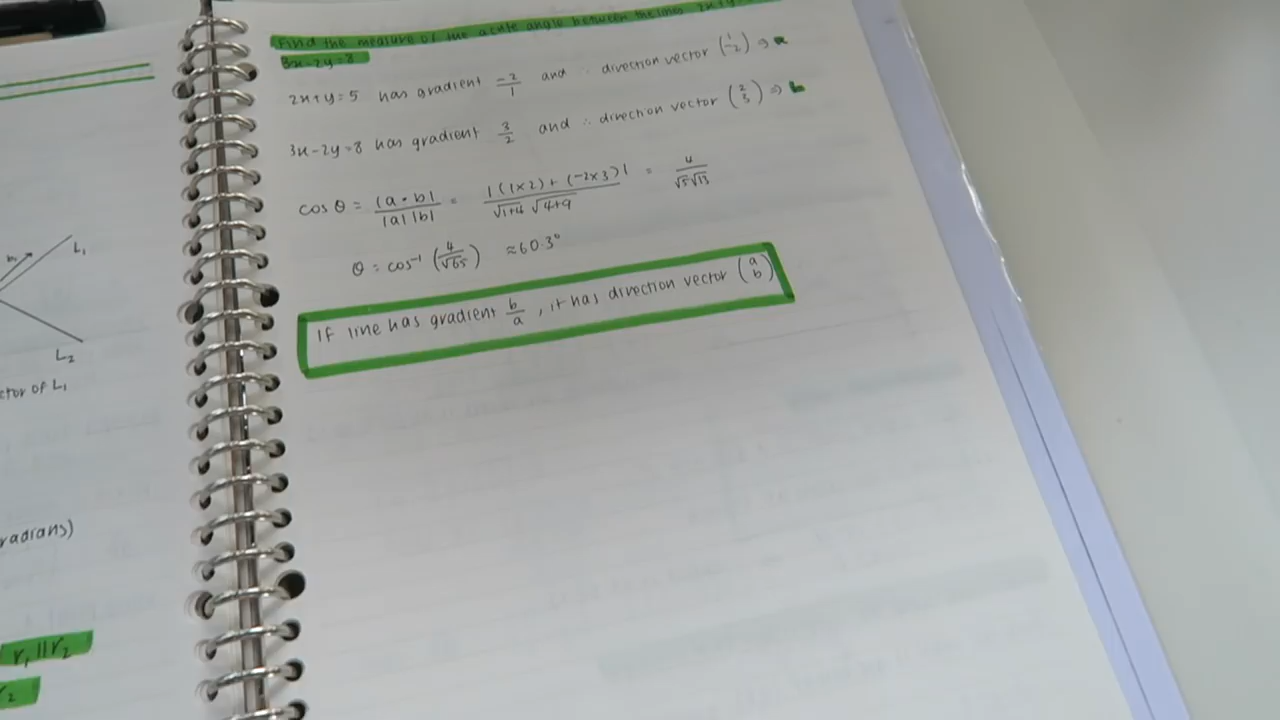 L₁
L₂
ctor of L₁
radians)
r₁ || r₂
Find the measure of the acute angle between the lines 2x+y
3x-2y=8
2x+y=5 has gradient -2/1 and ∴ direction vector (1 -2) ⇒ a
3x-2y=8 has gradient 3/2 and ∴ direction vector (2 3) ⇒ b
cos θ = |a • b| / |a| |b| = |(1×2) + (-2×3)| / √1+4 √4+9 = 4 / √5√13
θ = cos⁻¹ (4/√65) ≈60.3°
If line has gradient b/a, it has direction vector (a b)